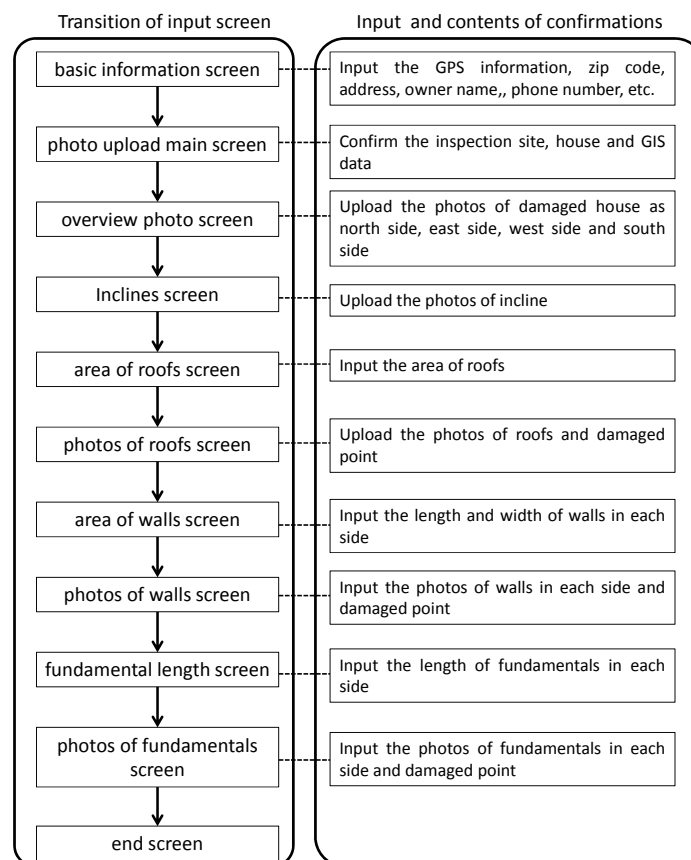 Transition of input screen
Input and contents of confirmations
basic information screen
Input the GPS information, zip code,
address, owner name,, phone number, etc.
photo upload main screen
Confirm the inspection site, house and GIS
data
overview photo screen
Upload the photos of damaged house as
north side, east side, west side and south
side
Inclines screen
Upload the photos of incline
area of roofs screen
Input the area of roofs
photos of roofs screen
Upload the photos of roofs and damaged
point
area of walls screen
Input the length and width of walls in each
side
photos of walls screen
Input the photos of walls in each side and
damaged point
fundamental length screen
Input the length of fundamentals in each
side
photos of fundamentals
screen
Input the photos of fundamentals in each
side and damaged point
end screen